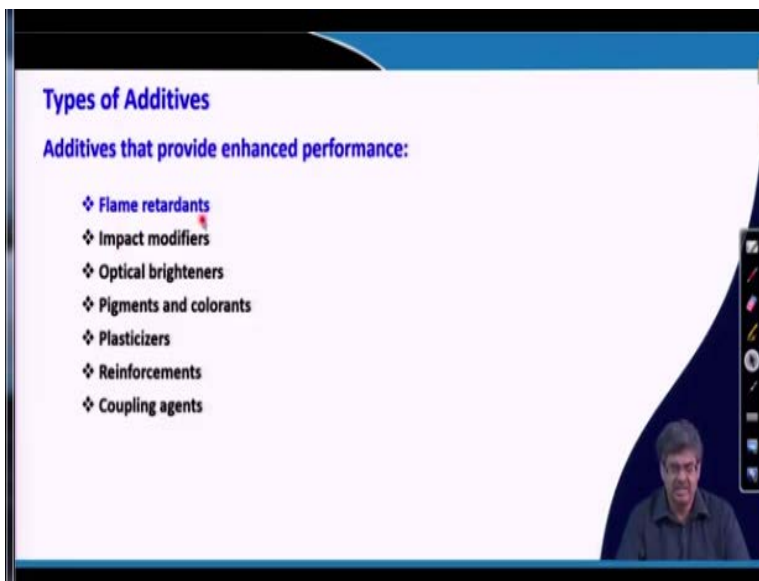 Types of Additives
Additives that provide enhanced performance:
❖ Flame retardants
❖ Impact modifiers
❖ Optical brighteners
❖ Pigments and colorants
❖ Plasticizers
❖ Reinforcements
❖ Coupling agents